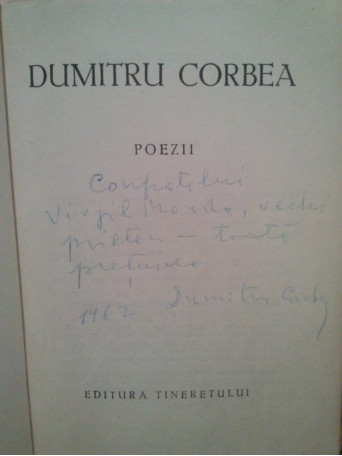 DUMITRU CORBEA
POEZII
Confratelui
Virgil Mordo, vechi
prieten – toată
prețuirea
1962 Dumitru Corbea
EDITURA TINERETULUI